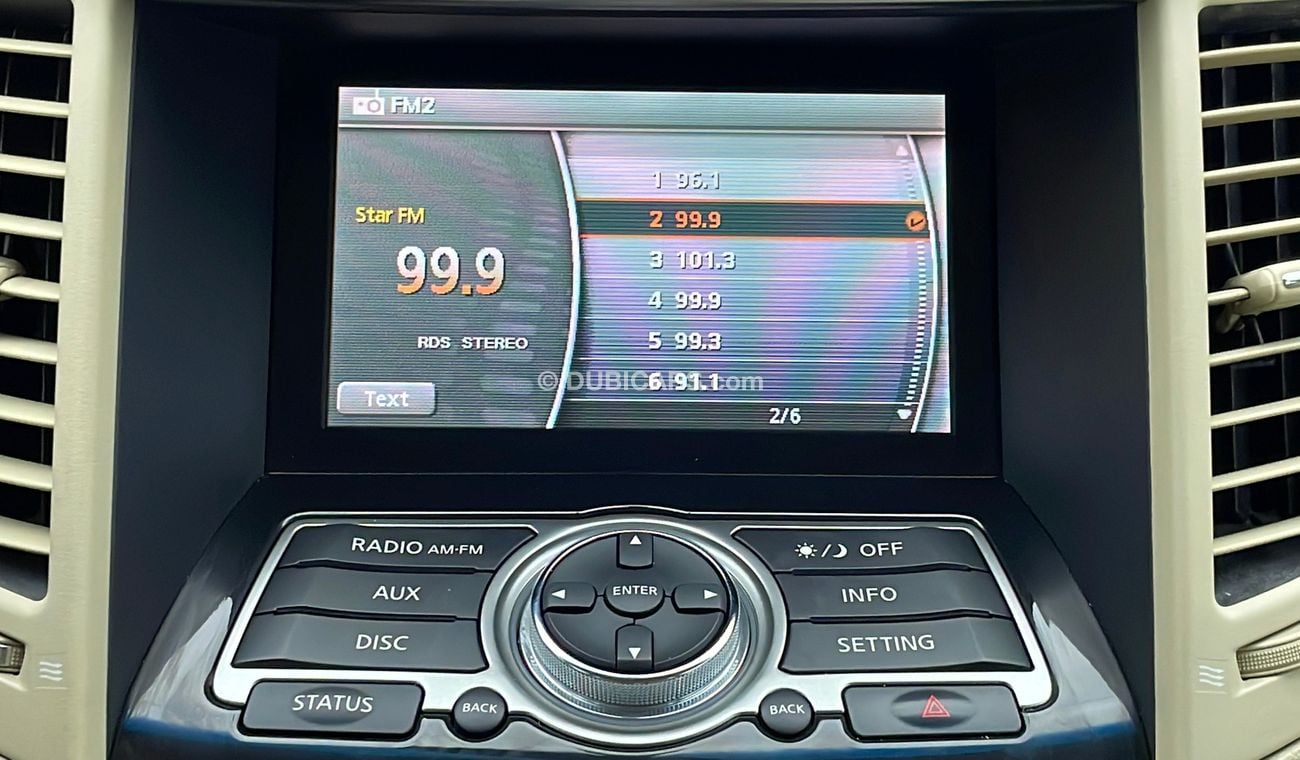 FM2
Star FM
99.9
RDS STEREO
Text
1 96.1
2 99.9
3 101.3
4 99.9
5 99.3
6 91.1
2/6
© DUBICARS.com
RADIO AM·FM
AUX
DISC
STATUS
BACK
ENTER
BACK
OFF
INFO
SETTING